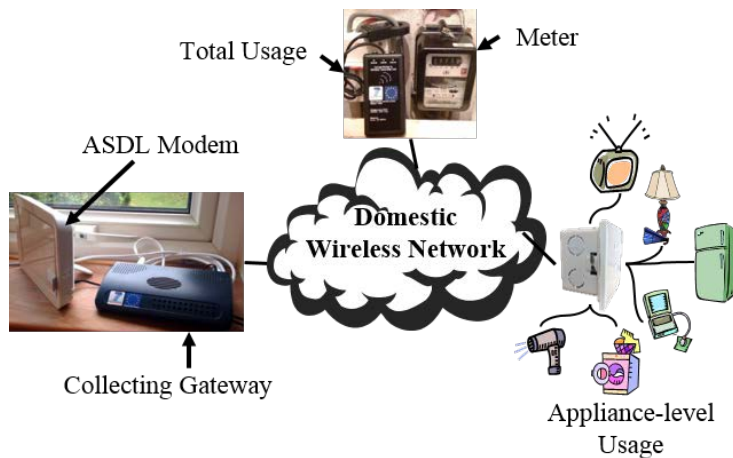 Total Usage
Meter
ASDL Modem
Domestic
Wireless Network
Collecting Gateway
Appliance-level
Usage